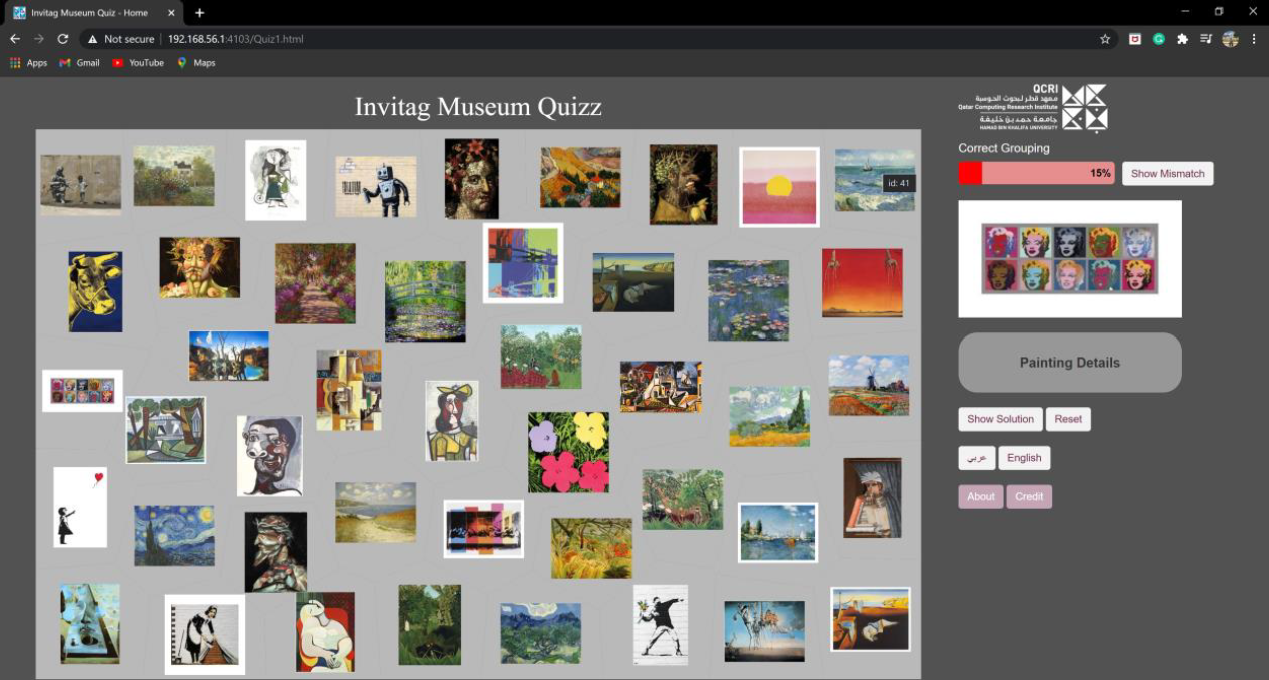 Invitag Museum Quiz - Home
Not secure
192.168.56.1:4103/Quiz1.html
Apps
Gmail
YouTube
Maps
Invitag Museum Quizz
QCRI
معهد قطر لبحوث الحوسبة
Qatar Computing Research Institute
جامعة حمد بن خليفة
HAMAD BIN KHALIFA UNIVERSITY
Correct Grouping
15%
Show Mismatch
id: 41
Painting Details
Show Solution
Reset
عربي
English
About
Credit